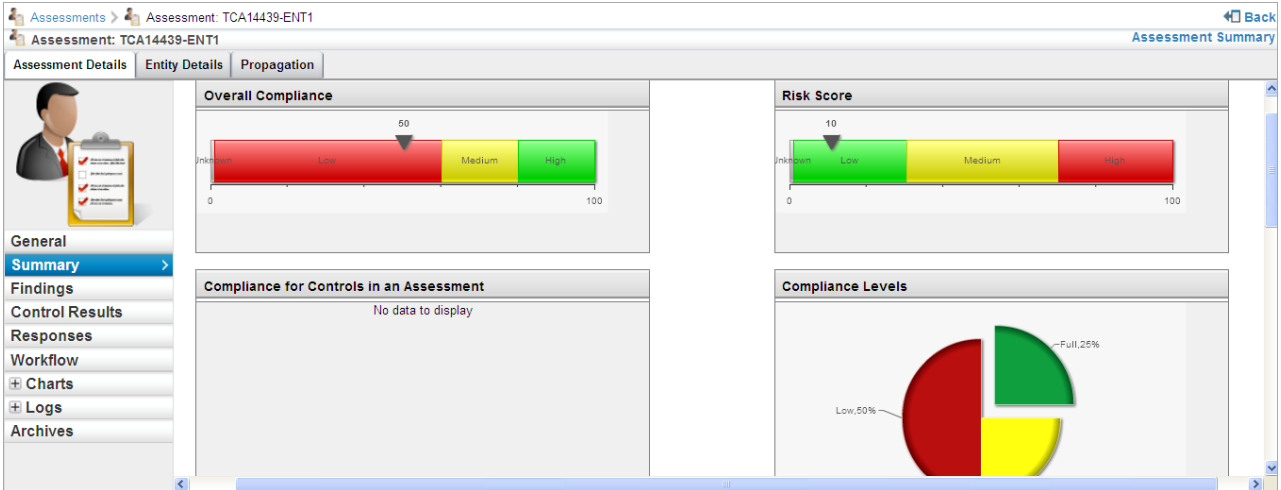 Assessments > Assessment: TCA14439-ENT1
Back
Assessment: TCA14439-ENT1
Assessment Summary
Assessment Details
Entity Details
Propagation
General
Summary
Findings
Control Results
Responses
Workflow
Charts
Logs
Archives
Overall Compliance
50
Unknown
Low
Medium
High
0
100
Risk Score
10
Unknown
Low
Medium
High
0
100
Compliance for Controls in an Assessment
No data to display
Compliance Levels
Full,25%
Low,50%